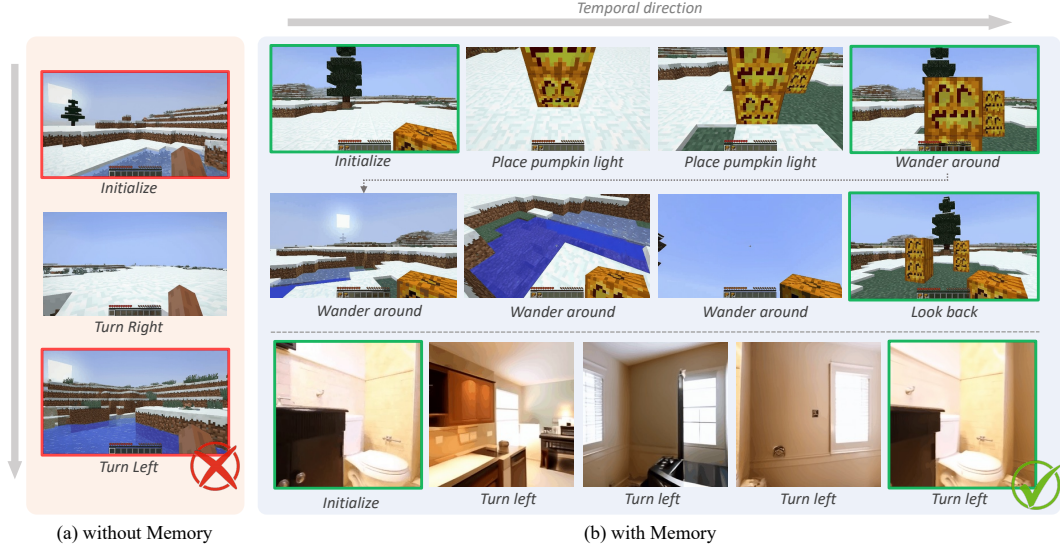 Temporal direction
Initialize
Turn Right
Turn Left
(a) without Memory
Initialize
Place pumpkin light
Place pumpkin light
Wander around
Wander around
Wander around
Wander around
Look back
Initialize
Turn left
Turn left
Turn left
Turn left
(b) with Memory